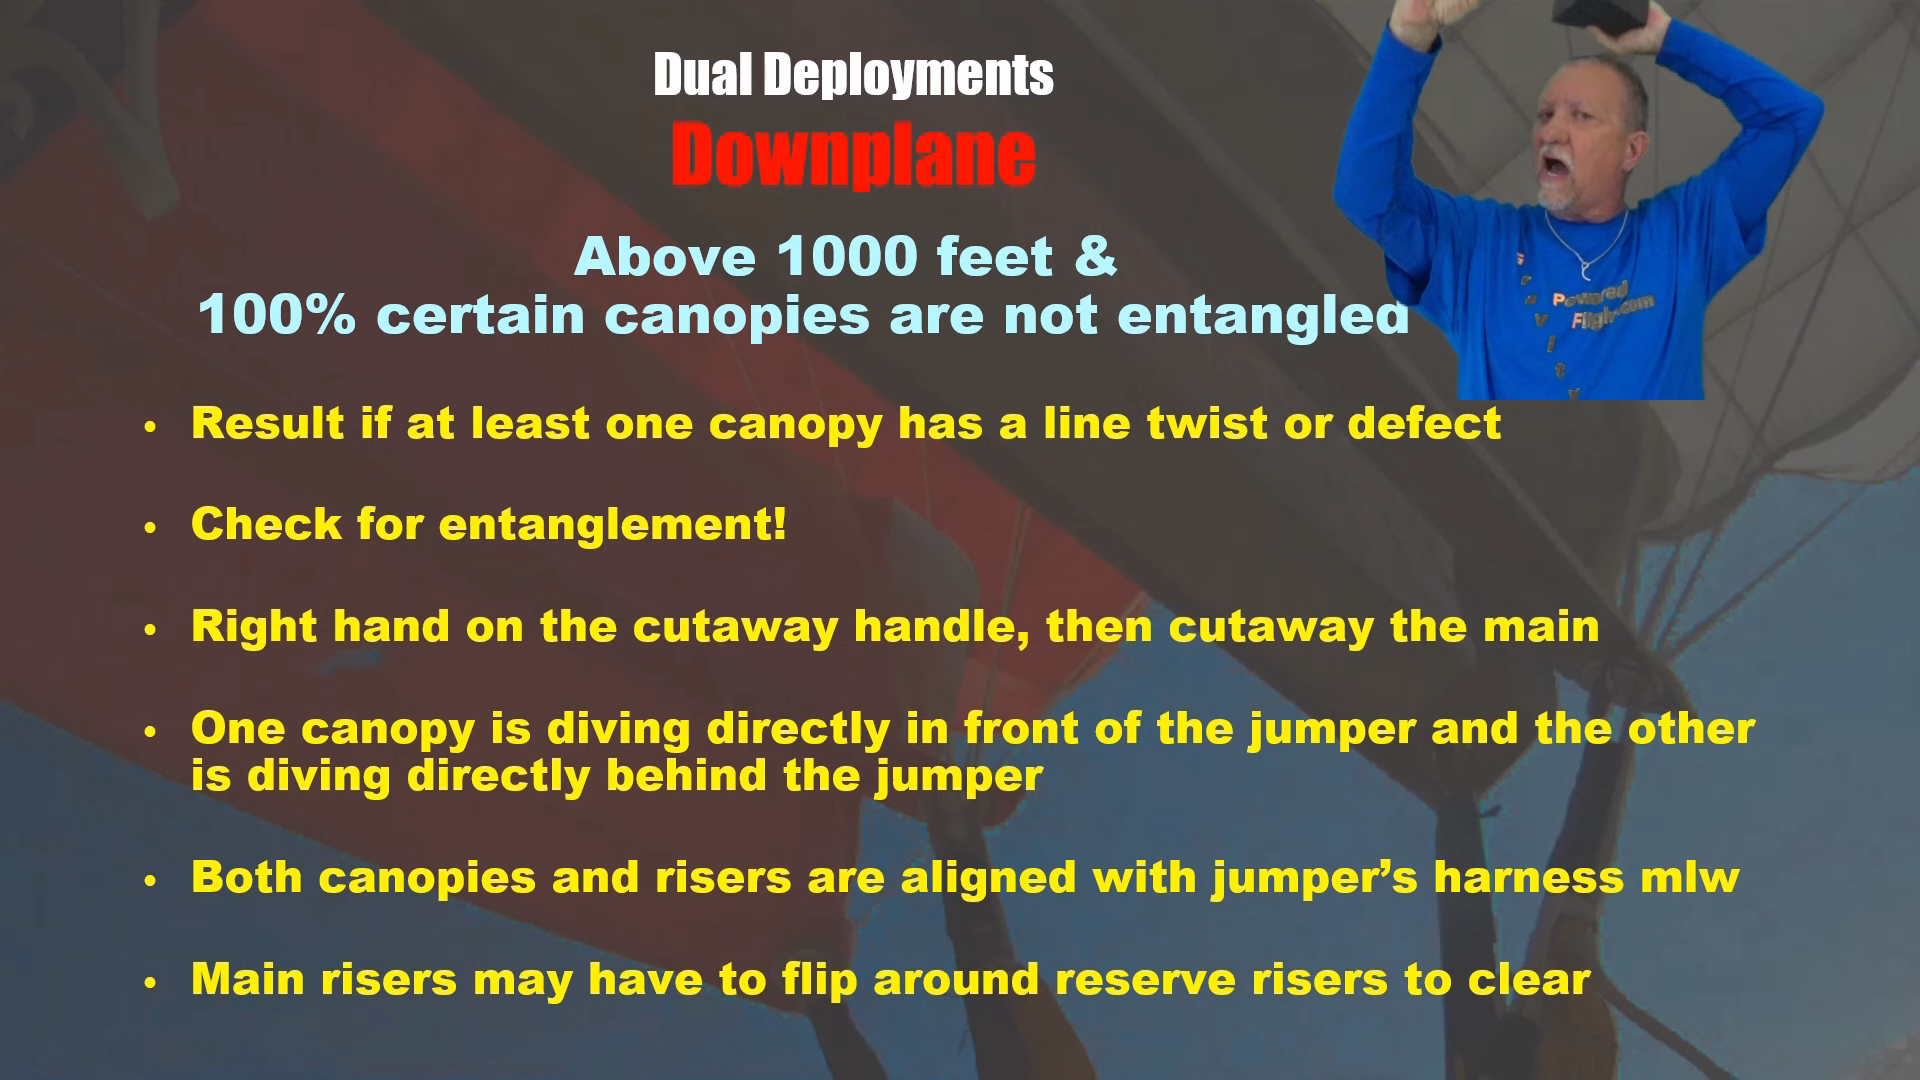 Dual Deployments
Downplane
Above 1000 feet &
100% certain canopies are not entangled
• Result if at least one canopy has a line twist or defect
• Check for entanglement!
• Right hand on the cutaway handle, then cutaway the main
• One canopy is diving directly in front of the jumper and the other
is diving directly behind the jumper
• Both canopies and risers are aligned with jumper’s harness mlw
• Main risers may have to flip around reserve risers to clear
Powered